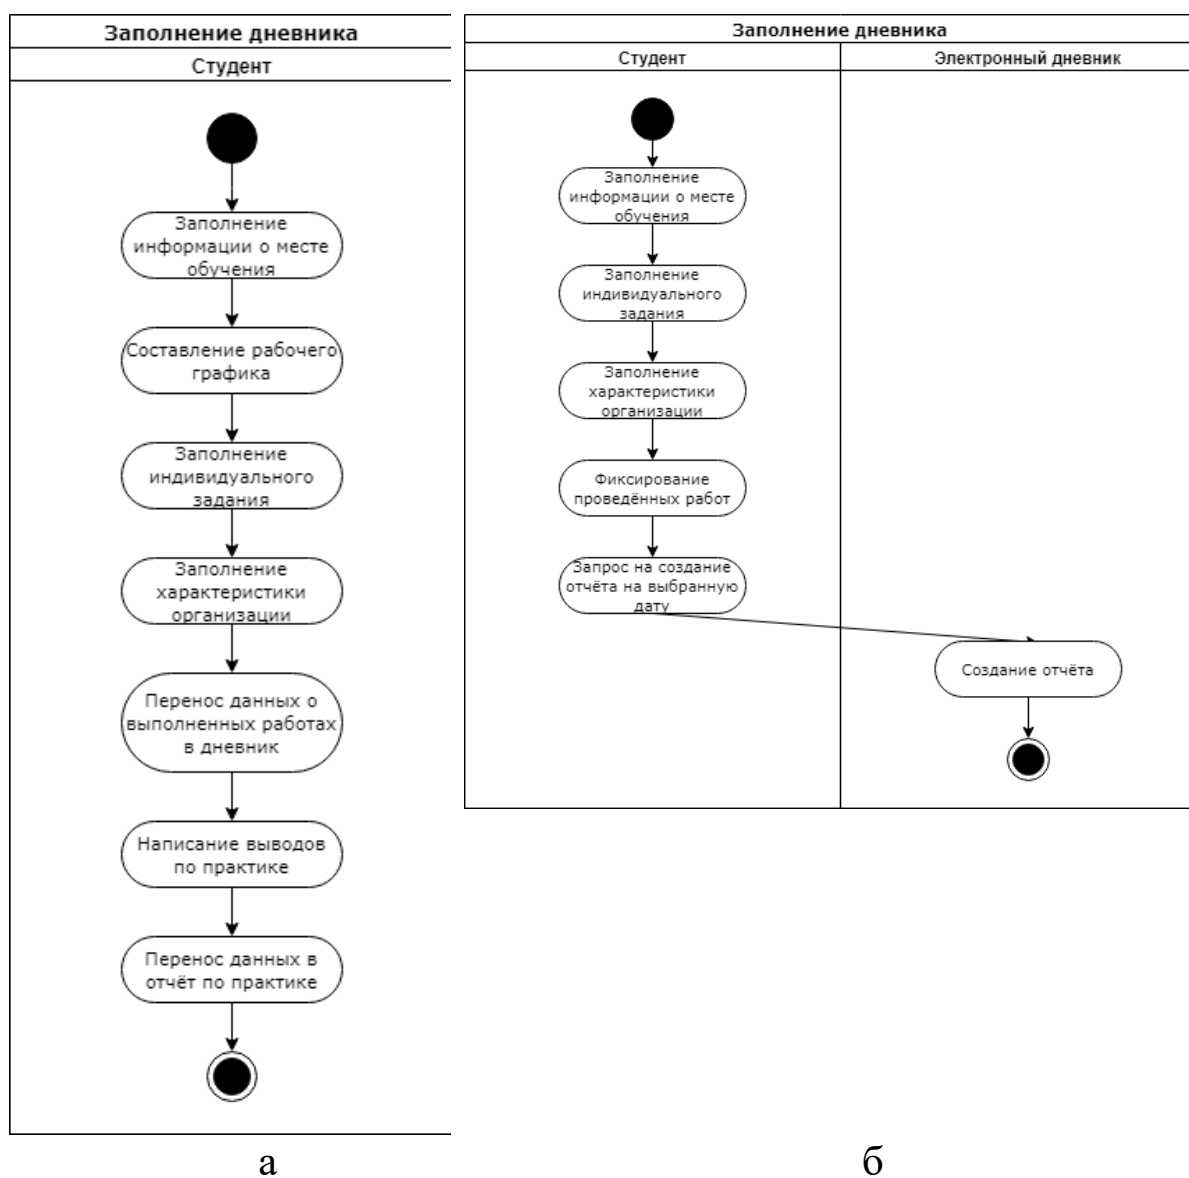 Заполнение дневника
Студент
Заполнение
информации о месте
обучения
Составление рабочего
графика
Заполнение
индивидуального
задания
Заполнение
характеристики
организации
Перенос данных о
выполненных работах
в дневник
Написание выводов
по практике
Перенос данных в
отчёт по практике
а
Заполнение дневника
Студент
Электронный дневник
Заполнение
информации о месте
обучения
Заполнение
индивидуального
задания
Заполнение
характеристики
организации
Фиксирование
проведённых работ
Запрос на создание
отчёта на выбранную
дату
Создание отчёта
б